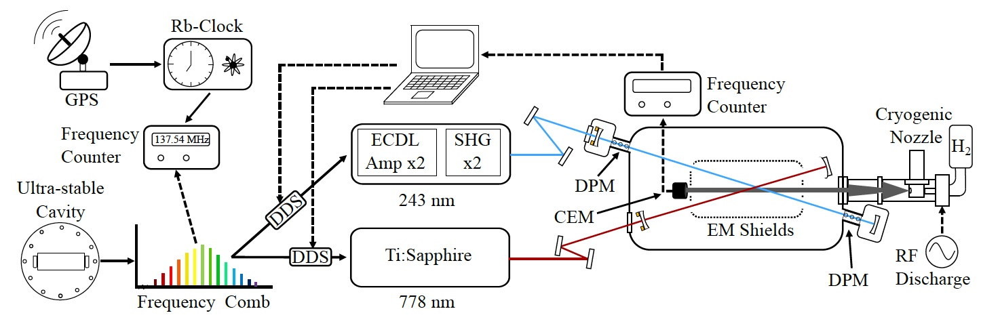 Rb-Clock
GPS
Frequency
Counter
137.54 MHz
Ultra-stable
Cavity
Frequency Comb
DDS
DDS
ECDL
Amp x2
SHG
x2
243 nm
Ti:Sapphire
778 nm
Frequency
Counter
DPM
CEM
EM Shields
Cryogenic
Nozzle
H2
DPM
RF
Discharge